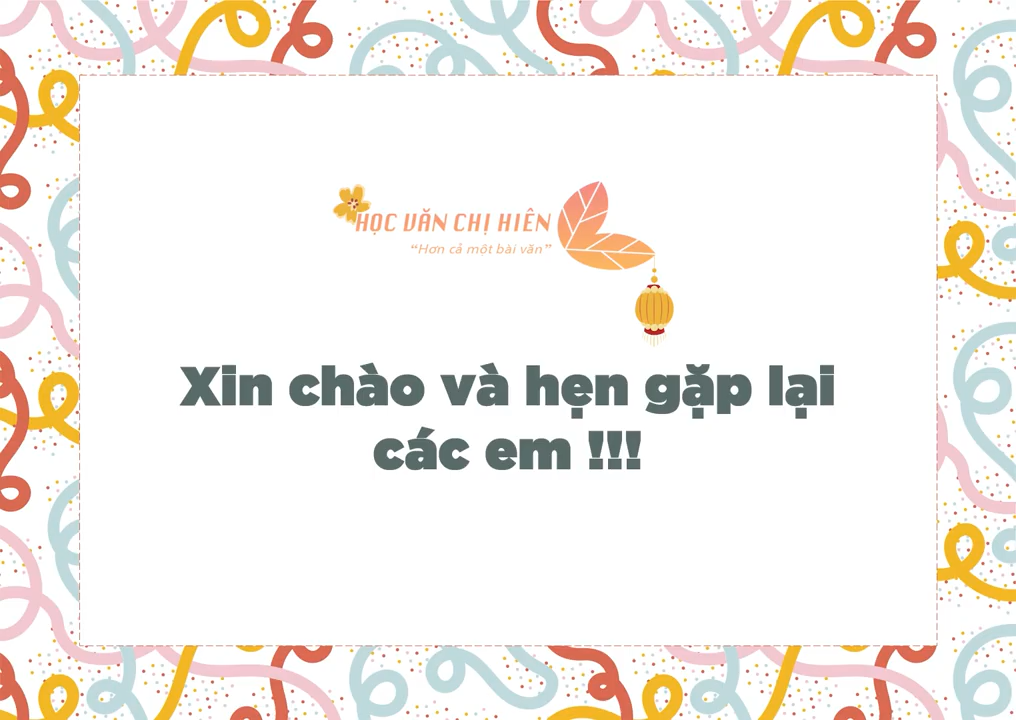 HỌC VĂN CHỊ HIÊN
“Hơn cả một bài văn”
Xin chào và hẹn gặp lại
các em !!!